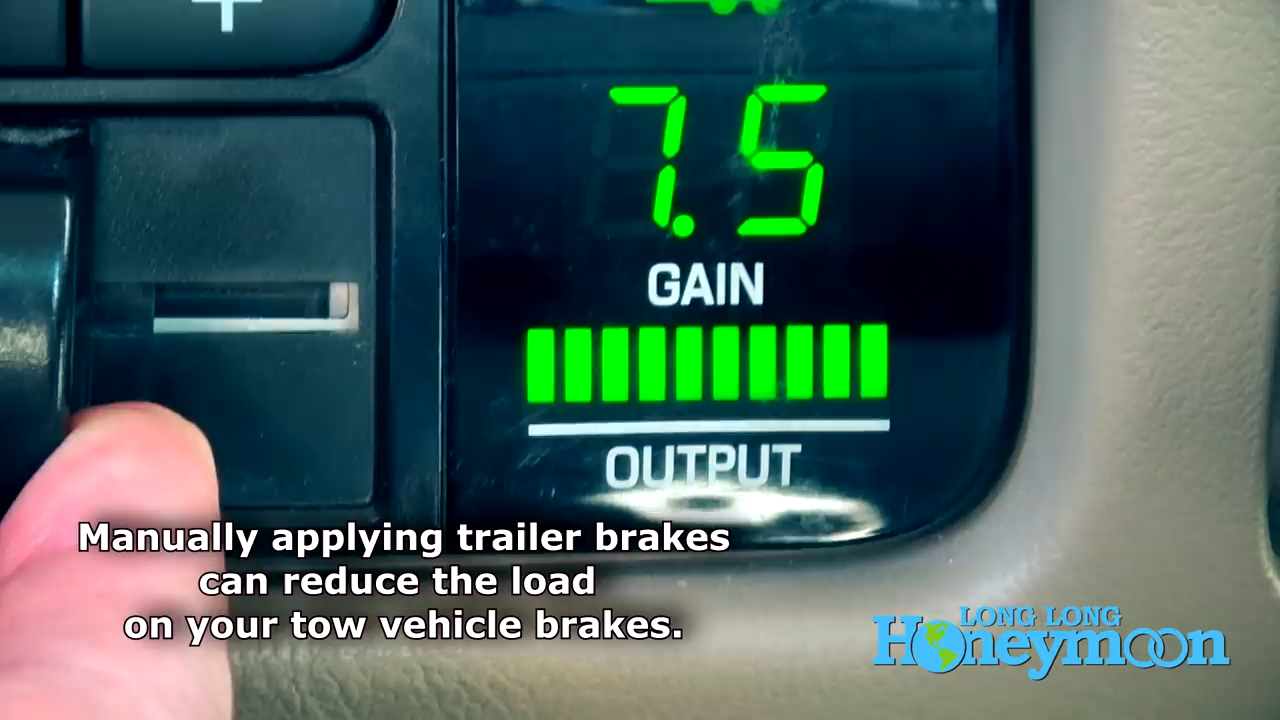 +
7.5
GAIN
OUTPUT
Manually applying trailer brakes
can reduce the load
on your tow vehicle brakes.
LONG LONG
Honeymoon